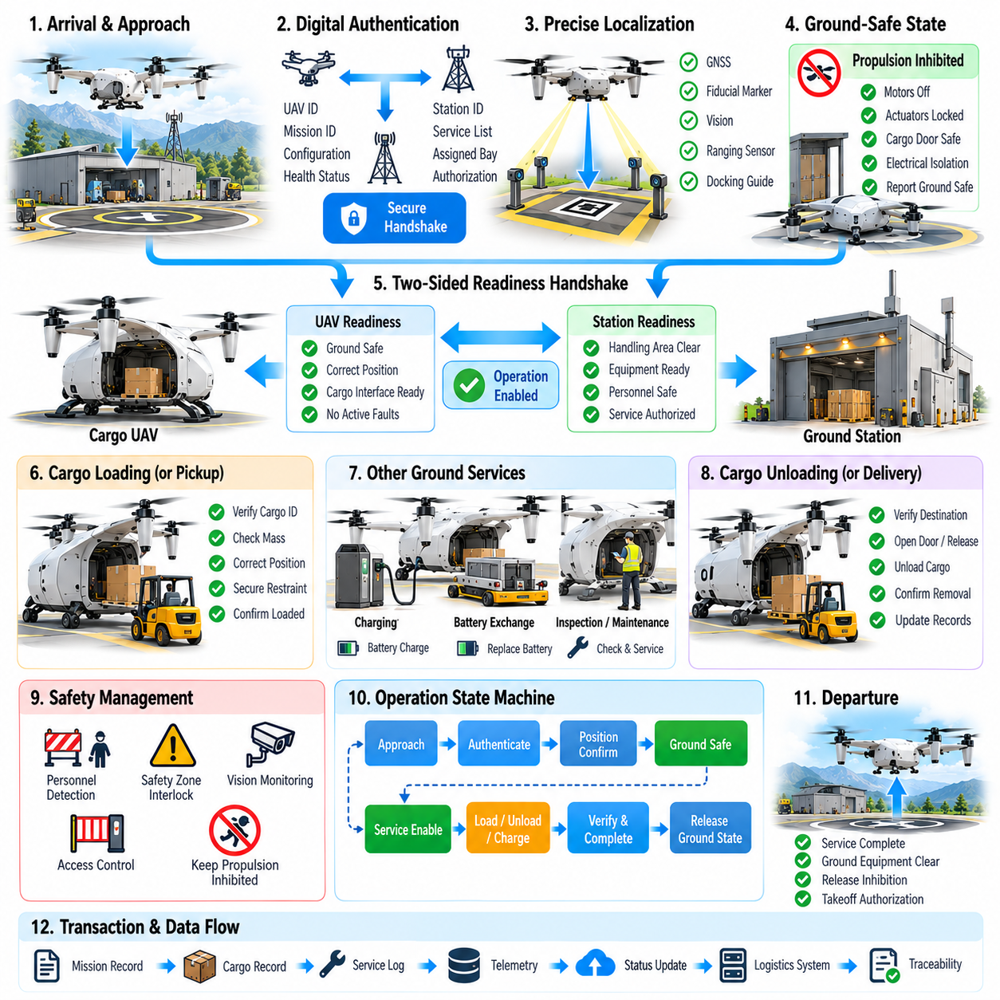 1. Arrival & Approach
2. Digital Authentication
UAV ID
Mission ID
Configuration
Health Status
Station ID
Service List
Assigned Bay
Authorization
Secure
Handshake
3. Precise Localization
GNSS
Fiducial Marker
Vision
Ranging Sensor
Docking Guide
4. Ground-Safe State
Propulsion Inhibited
Motors Off
Actuators Locked
Cargo Door Safe
Electrical Isolation
Report Ground Safe
5. Two-Sided Readiness Handshake
Cargo UAV
UAV Readiness
Ground Safe
Correct Position
Cargo Interface Ready
No Active Faults
Operation
Enabled
Station Readiness
Handling Area Clear
Equipment Ready
Personnel Safe
Service Authorized
Ground Station
6. Cargo Loading (or Pickup)
Verify Cargo ID
Check Mass
Correct Position
Secure Restraint
Confirm Loaded
7. Other Ground Services
Charging
Battery Exchange
Inspection / Maintenance
Battery Charge
Replace Battery
Check & Service
8. Cargo Unloading (or Delivery)
Verify Destination
Open Door / Release
Unload Cargo
Confirm Removal
Update Records
9. Safety Management
Personnel
Detection
Safety Zone
Interlock
Vision Monitoring
Access Control
Keep Propulsion
Inhibited
10. Operation State Machine
Approach
Authenticate
Position
Confirm
Ground Safe
Service Enable
Load / Unload
/ Charge
Verify &
Complete
Release
Ground State
11. Departure
Service Complete
Ground Equipment Clear
Release Inhibition
Takeoff Authorization
12. Transaction & Data Flow
Mission Record
Cargo Record
Service Log
Telemetry
Status Update
Logistics System
Traceability